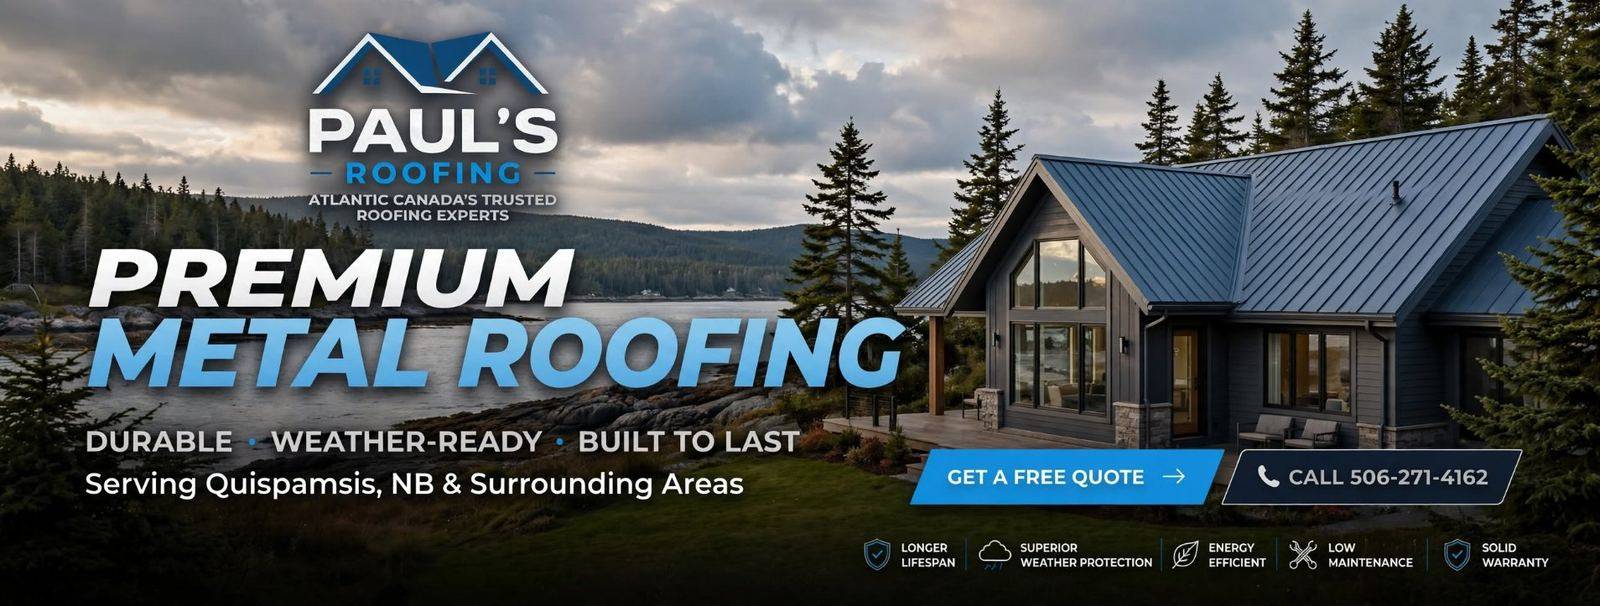 PAUL'S
ROOFING
ATLANTIC CANADA'S TRUSTED
ROOFING EXPERTS
PREMIUM
METAL ROOFING
DURABLE • WEATHER-READY • BUILT TO LAST
Serving Quispamsis, NB & Surrounding Areas
GET A FREE QUOTE →
CALL 506-271-4162
LONGER
LIFESPAN
SUPERIOR
WEATHER PROTECTION
ENERGY
EFFICIENT
LOW
MAINTENANCE
SOLID
WARRANTY